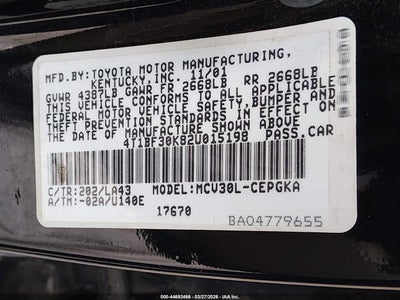 MFD.BY:TOYOTA MOTOR MANUFACTURING,
KENTUCKY,INC. 11/01
GVWR 4387LB GAWR FR 2668LB RR 2668LB
THIS VEHICLE CONFORMS TO ALL APPLICABLE
FEDERAL MOTOR VEHICLE SAFETY, BUMPER AND
THEFT PREVENTION STANDARDS IN EFFECT ON
THE DATE OF MANUFACTURE SHOWN ABOVE
4T1BF30K82U015198 PASS.CAR
C/TR:202/LA43 MODEL:MCV30L-CEPGKA
A/TM:-02A/U140E
17670
BA04779655
IAA-44692466 - 03/27/2026 - IAA Copyright